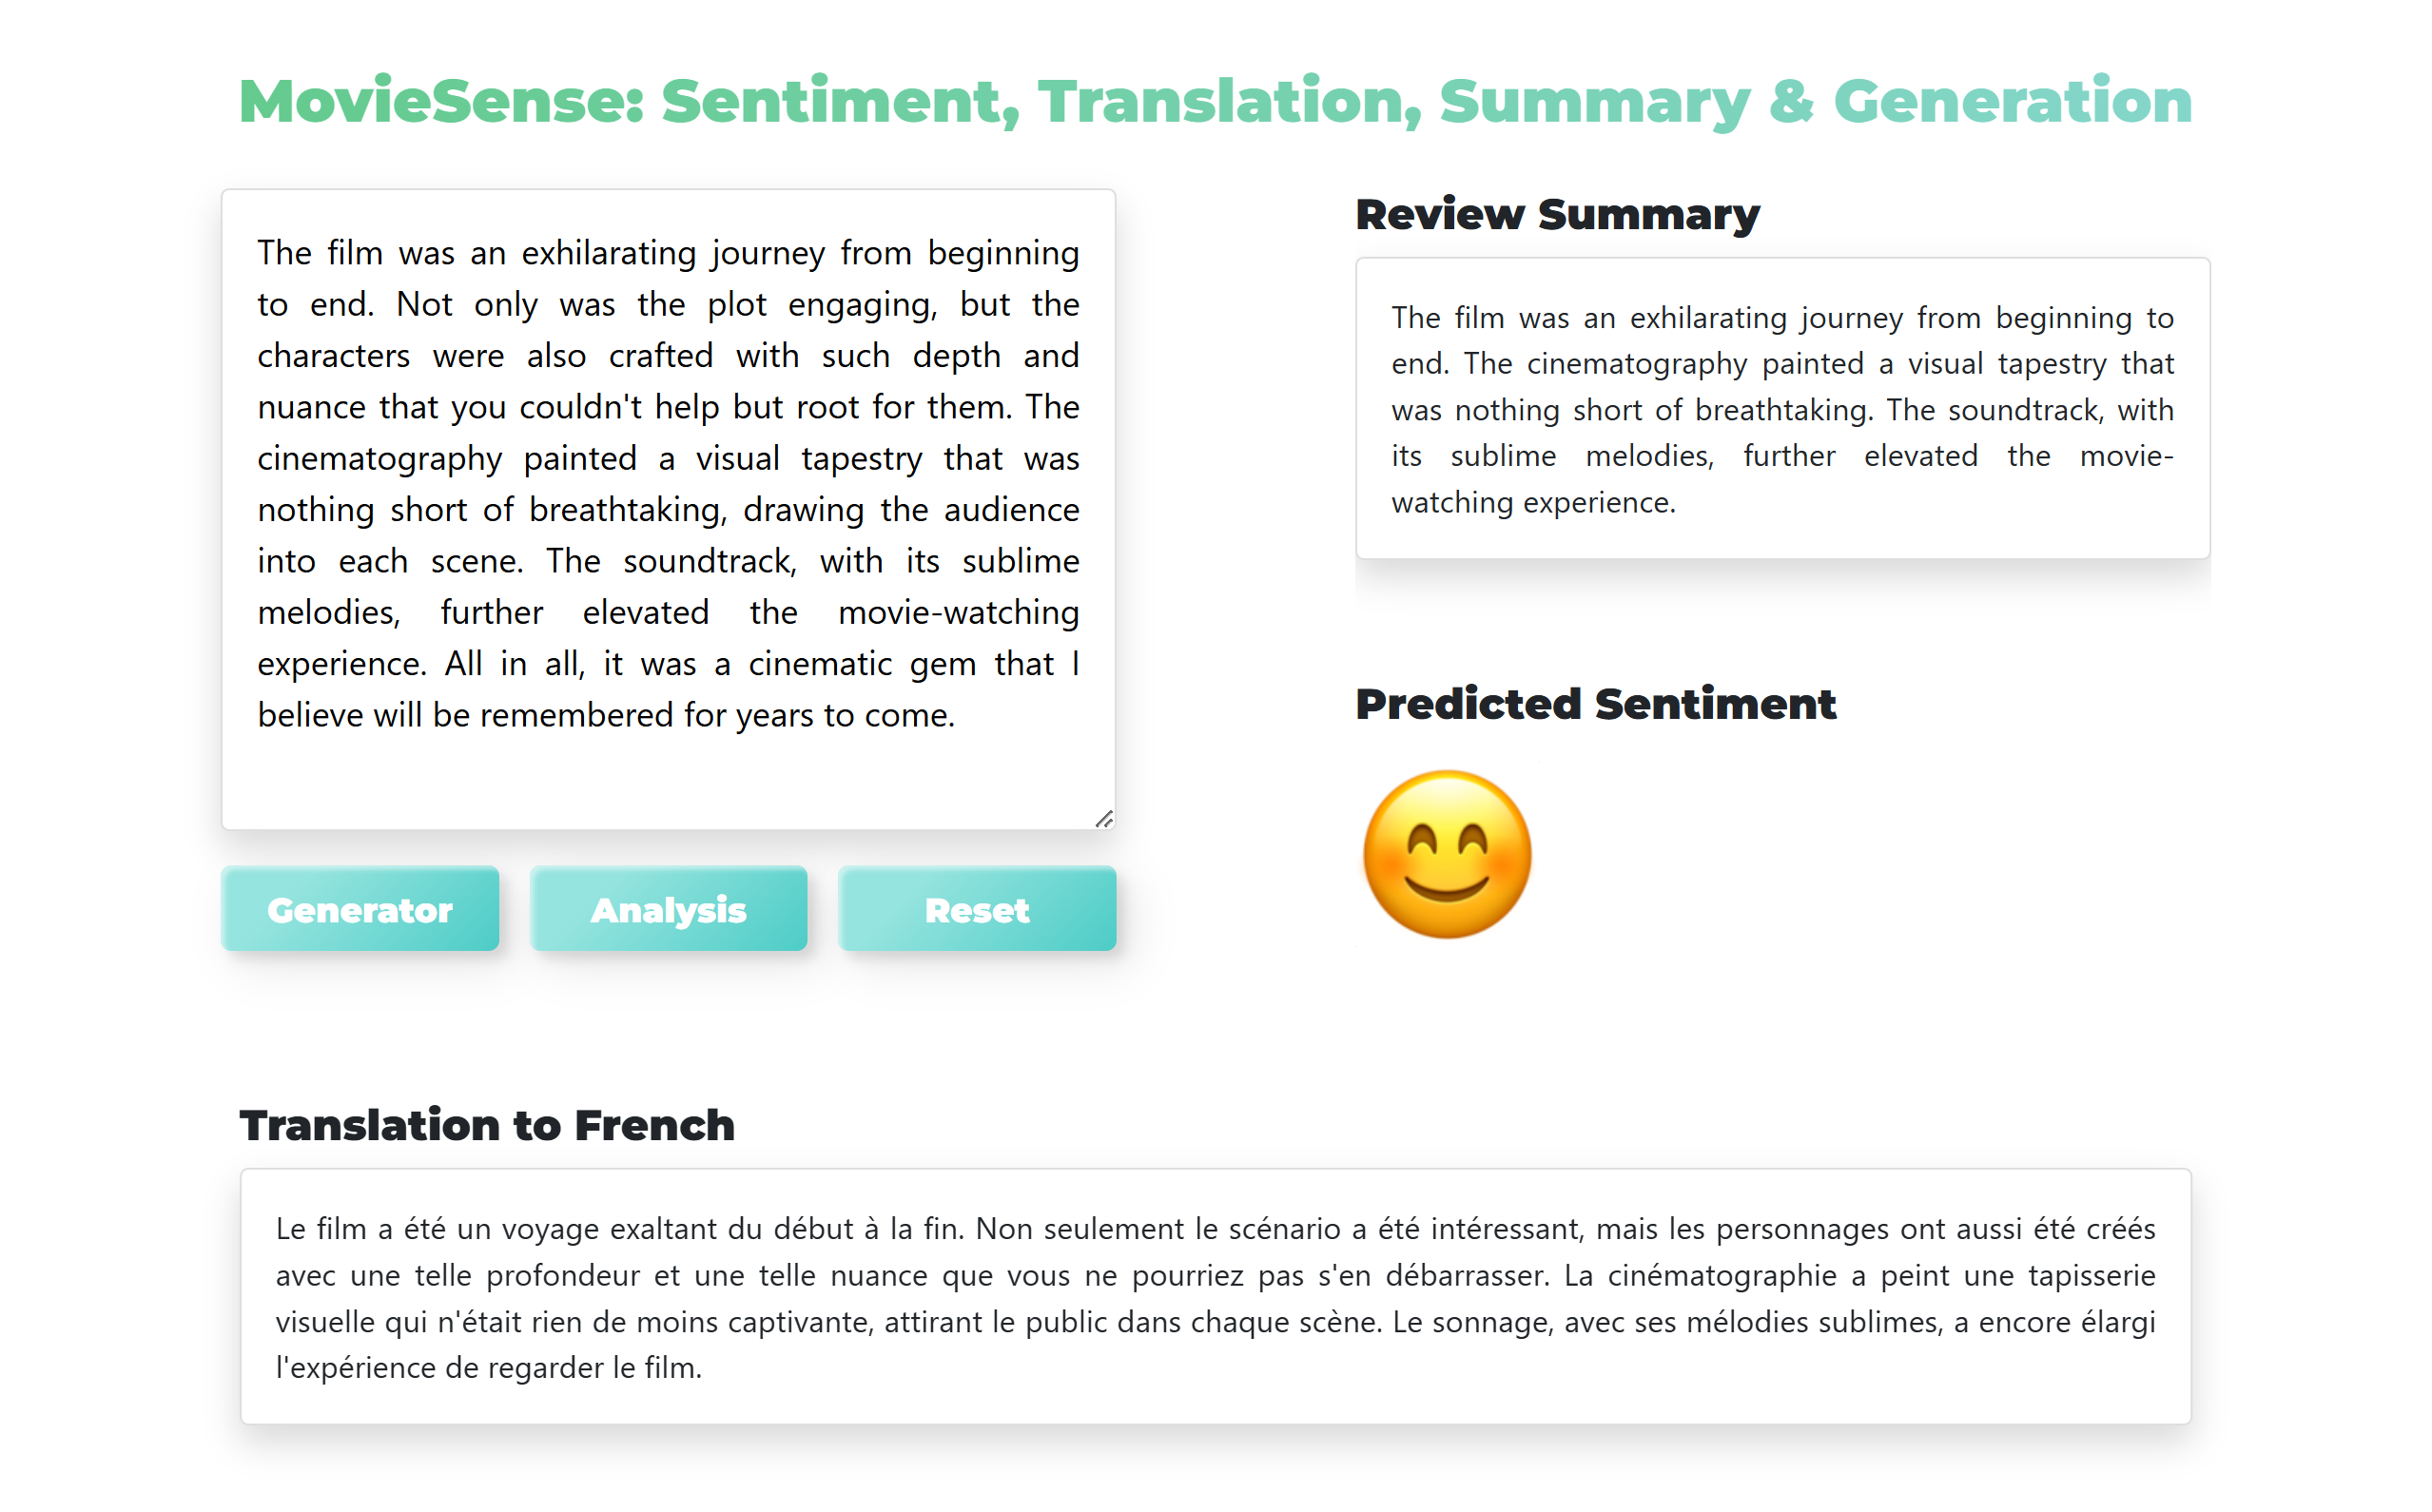 MovieSense: Sentiment, Translation, Summary & Generation
The film was an exhilarating journey from beginning
to end. Not only was the plot engaging, but the
characters were also crafted with such depth and
nuance that you couldn't help but root for them. The
cinematography painted a visual tapestry that was
nothing short of breathtaking, drawing the audience
into each scene. The soundtrack, with its sublime
melodies, further elevated the movie-watching
experience. All in all, it was a cinematic gem that I
believe will be remembered for years to come.
Generator
Analysis
Reset
Review Summary
The film was an exhilarating journey from beginning to
end. The cinematography painted a visual tapestry that
was nothing short of breathtaking. The soundtrack, with
its sublime melodies, further elevated the movie-
watching experience.
Predicted Sentiment
Translation to French
Le film a été un voyage exaltant du début à la fin. Non seulement le scénario a été intéressant, mais les personnages ont aussi été créés
avec une telle profondeur et une telle nuance que vous ne pourriez pas s'en débarrasser. La cinématographie a peint une tapisserie
visuelle qui n'était rien de moins captivante, attirant le public dans chaque scène. Le sonnage, avec ses mélodies sublimes, a encore élargi
l'expérience de regarder le film.